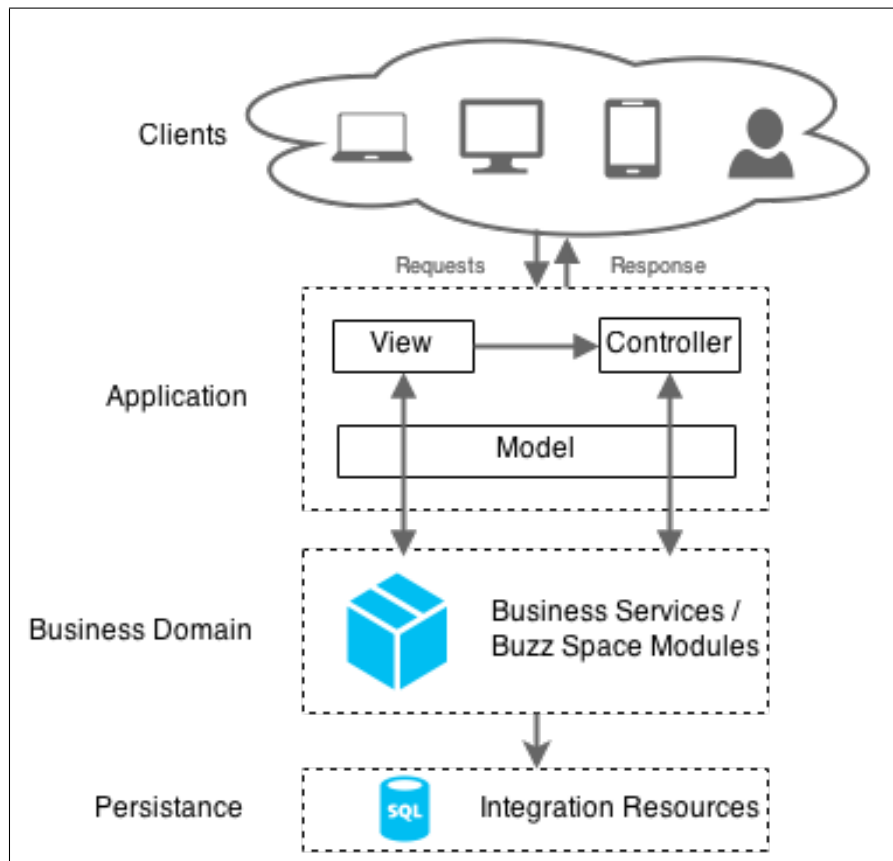 Clients
Requests
Response
View
Controller
Application
Model
Business Domain
Business Services /
Buzz Space Modules
Persistance
SQL
Integration Resources